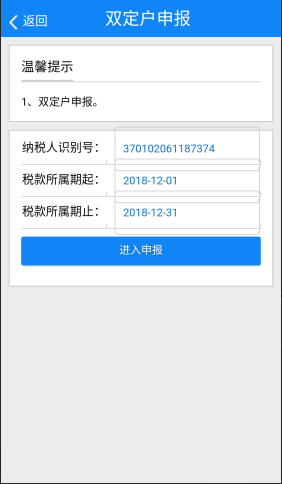 返回
双定户申报
温馨提示
1、双定户申报。
纳税人识别号： 370102061187374
税款所属期起： 2018-12-01
税款所属期止： 2018-12-31
进入申报